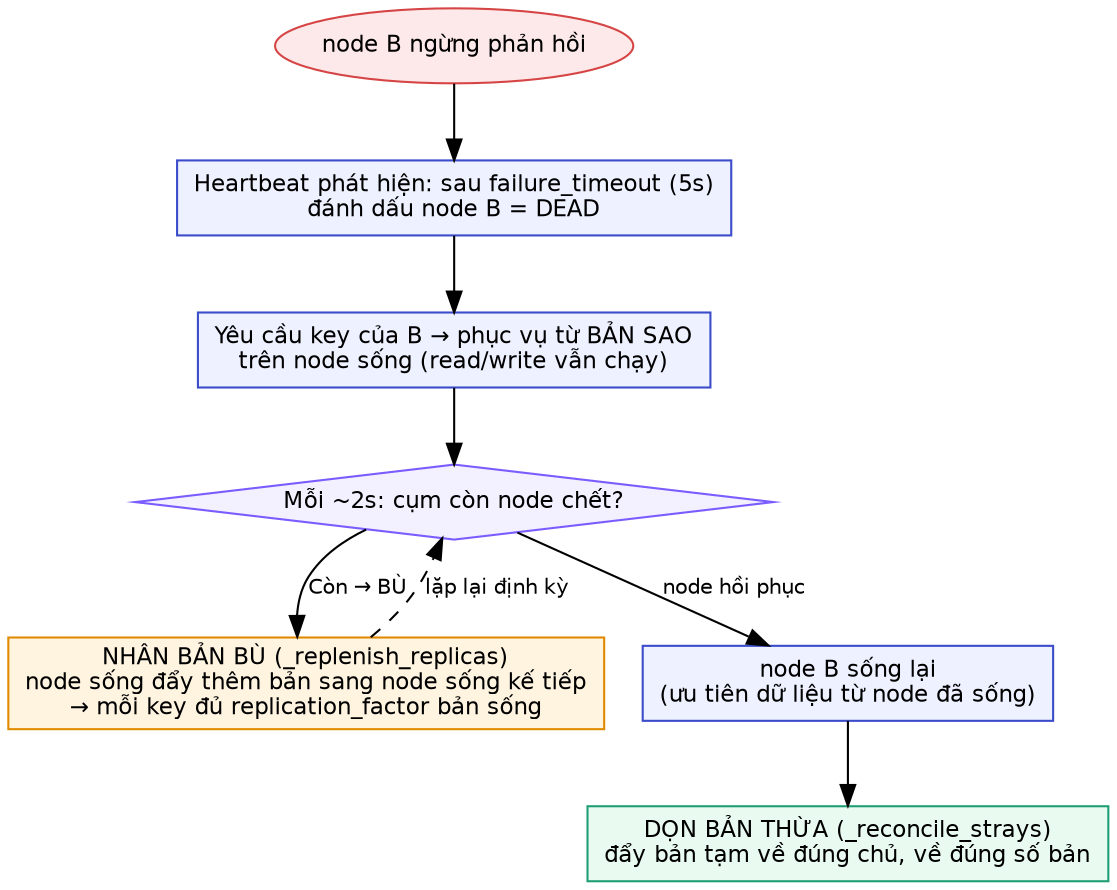 node B ngừng phản hồi
Heartbeat phát hiện: sau failure_timeout (5s)
đánh dấu node B = DEAD
Yêu cầu key của B → phục vụ từ BẢN SAO
trên node sống (read/write vẫn chạy)
Mỗi ~2s: cụm còn node chết?
Còn → BÙ
lặp lại định kỳ
node hồi phục
NHÂN BẢN BÙ (_replenish_replicas)
node sống đẩy thêm bản sang node sống kế tiếp
→ mỗi key đủ replication_factor bản sống
node B sống lại
(ưu tiên dữ liệu từ node đã sống)
DỌN BẢN THỪA (_reconcile_strays)
đẩy bản tạm về đúng chủ, về đúng số bản